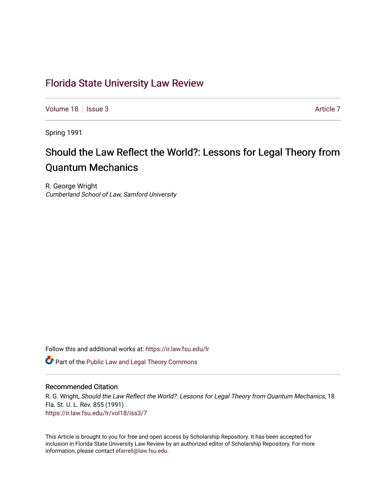 Florida State University Law Review
Volume 18 | Issue 3 Article 7
Spring 1991
Should the Law Reflect the World?: Lessons for Legal Theory from
Quantum Mechanics
R. George Wright
Cumberland School of Law, Samford University
Follow this and additional works at: https://ir.law.fsu.edu/lr
Part of the Public Law and Legal Theory Commons
Recommended Citation
R. G. Wright, Should the Law Reflect the World?: Lessons for Legal Theory from Quantum Mechanics, 18
Fla. St. U. L. Rev. 855 (1991) .
https://ir.law.fsu.edu/lr/vol18/iss3/7
This Article is brought to you for free and open access by Scholarship Repository. It has been accepted for
inclusion in Florida State University Law Review by an authorized editor of Scholarship Repository. For more
information, please contact efarrell@law.fsu.edu.